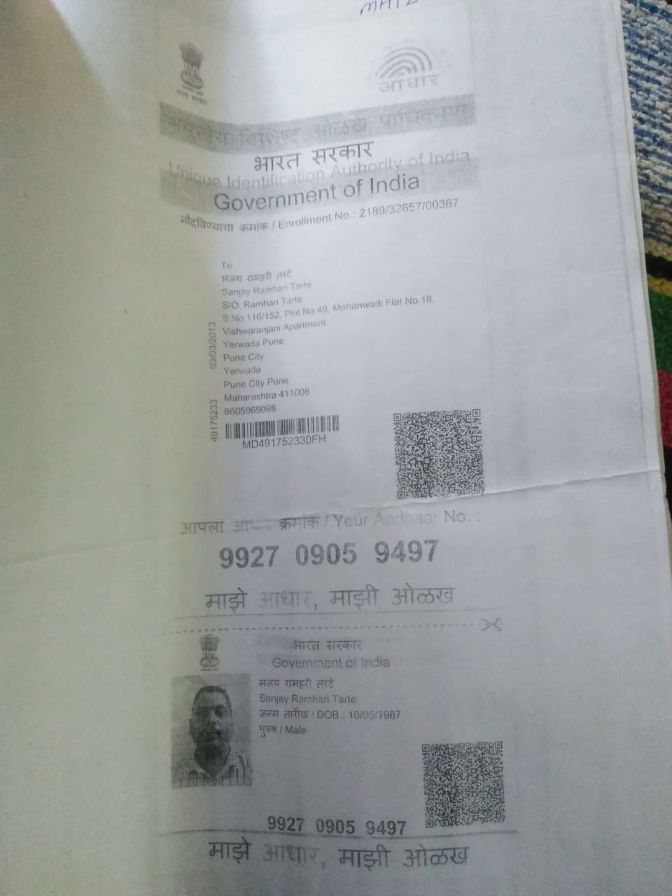 आधार
भारतीय विशिष्ट ओळख प्राधिकरण
भारत सरकार
Unique Identification Authority of India
Government of India
नोंदविण्याचा क्रमांक / Enrollment No.: 2189/32657/00367
To
संजय रामहरी तरटे
Sanjay Ramhari Tarte
S/O: Ramhari Tarte
S.No.116/152, Plot No.49, Mohanwadi Flat No.18,
Vishwaranjani Apartment
Yerwada Pune
Pune City
Yerwada
Pune City Pune
Maharashtra 411006
8605969098
49175233 03/03/2013
MD491752330FH
आपला आधार क्रमांक / Your Aadhaar No. :
9927 0905 9497
माझे आधार, माझी ओळख
भारत सरकार
Government of India
संजय रामहरी तरटे
Sanjay Ramhari Tarte
जन्म तारीख / DOB : 10/05/1987
पुरुष / Male
9927 0905 9497
माझे आधार, माझी ओळख